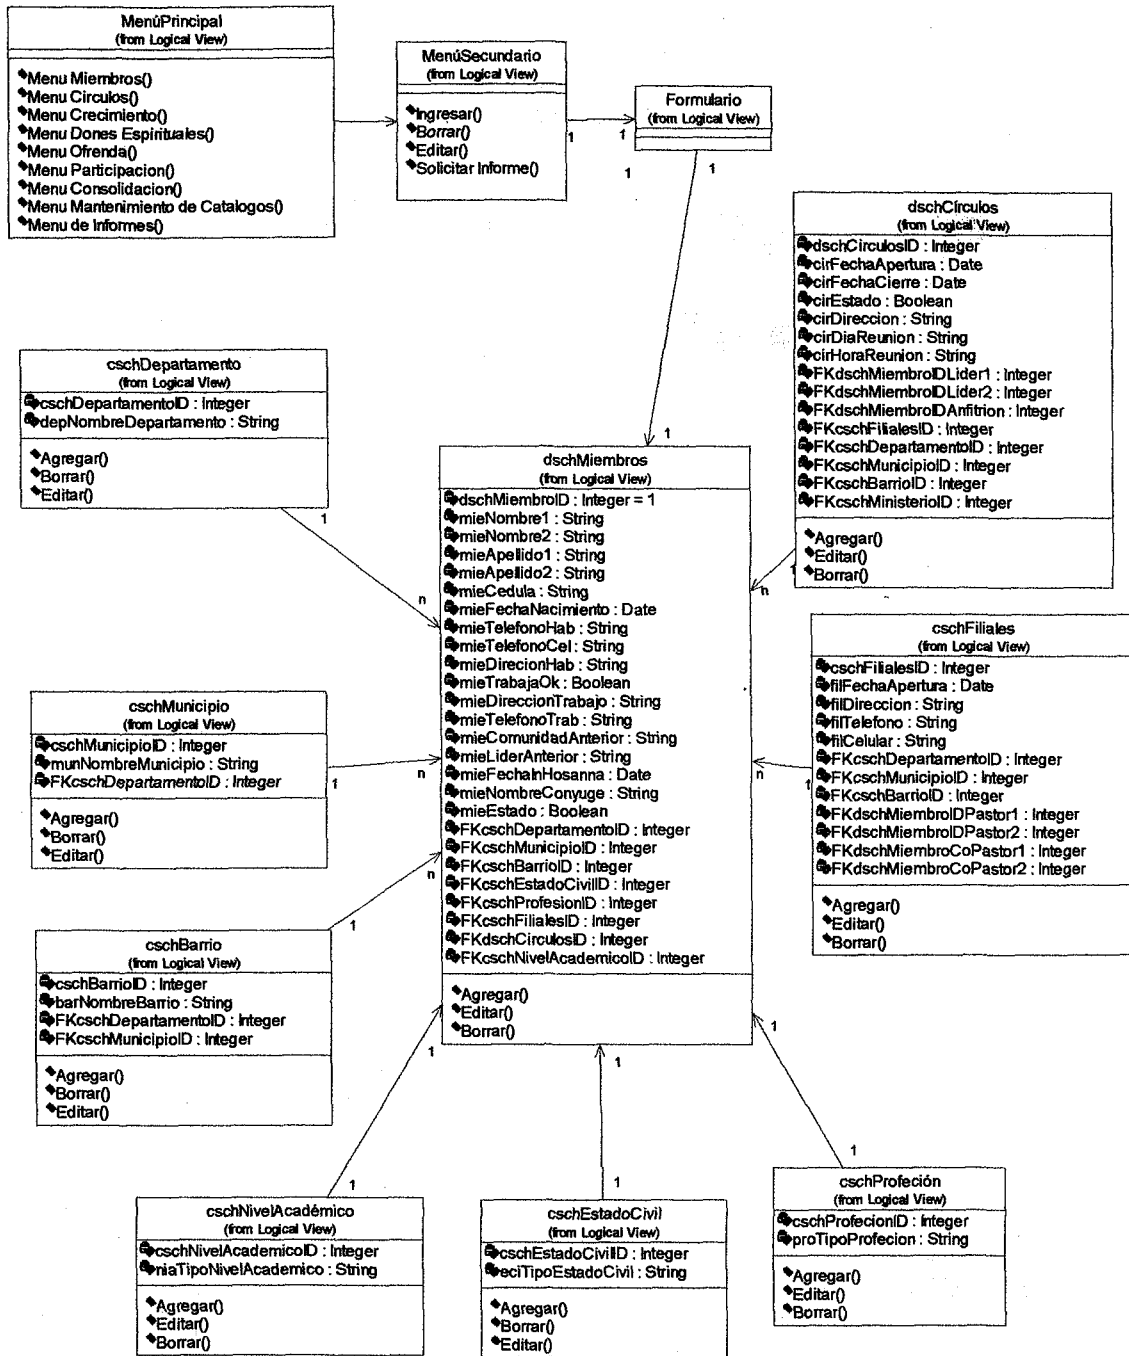 MenúPrincipal
(from Logical View)
Menu Miembros()
Menu Circulos()
Menu Crecimiento()
Menu Dones Espirituales()
Menu Ofrenda()
Menu Participacion()
Menu Consolidacion()
Menu Mantenimiento de Catalogos()
Menu de Informes()
MenúSecundario
(from Logical View)
Ingresar()
Borrar()
Editar()
Solicitar Informe()
1
1
Formulario
(from Logical View)
1
1
1
dschCírculos
(from Logical View)
dschCirculosID : Integer
cirFechaApertura : Date
cirFechaCierre : Date
cirEstado : Boolean
cirDireccion : String
cirDiaReunion : String
cirHoraReunion : String
FKdschMiembroIDLider1 : Integer
FKdschMiembroIDLider2 : Integer
FKdschMiembroIDAnfitrion : Integer
FKcschFilialesID : Integer
FKcschDepartamentoID : Integer
FKcschMunicipioID : Integer
FKcschBarrioID : Integer
FKcschMinisterioID : Integer
Agregar()
Editar()
Borrar()
1
n
cschDepartamento
(from Logical View)
cschDepartamentoID : Integer
depNombreDepartamento : String
Agregar()
Borrar()
Editar()
1
n
dschMiembros
(from Logical View)
dschMiembroID : Integer = 1
mieNombre1 : String
mieNombre2 : String
mieApellido1 : String
mieApellido2 : String
mieCedula : String
mieFechaNacimiento : Date
mieTelefonoHab : String
mieTelefonoCel : String
mieDirecionHab : String
mieTrabajaOk : Boolean
mieDireccionTrabajo : String
mieTelefonoTrab : String
mieComunidadAnterior : String
mieLiderAnterior : String
mieFechaInHosanna : Date
mieNombreConyuge : String
mieEstado : Boolean
FKcschDepartamentoID : Integer
FKcschMunicipioID : Integer
FKcschBarrioID : Integer
FKcschEstadoCivilID : Integer
FKcschProfesionID : Integer
FKcschFilialesID : Integer
FKdschCirculosID : Integer
FKcschNivelAcademicoID : Integer
Agregar()
Editar()
Borrar()
cschFiliales
(from Logical View)
cschFilialesID : Integer
filFechaApertura : Date
filDireccion : String
filTelefono : String
filCelular : String
FKcschDepartamentoID : Integer
FKcschMunicipioID : Integer
FKcschBarrioID : Integer
FKdschMiembroIDPastor1 : Integer
FKdschMiembroIDPastor2 : Integer
FKdschMiembroCoPastor1 : Integer
FKdschMiembroCoPastor2 : Integer
Agregar()
Editar()
Borrar()
n
1
cschMunicipio
(from Logical View)
cschMunicipioID : Integer
munNombreMunicipio : String
FKcschDepartamentoID : Integer
Agregar()
Borrar()
Editar()
1
n
cschBarrio
(from Logical View)
cschBarrioID : Integer
barNombreBarrio : String
FKcschDepartamentoID : Integer
FKcschMunicipioID : Integer
Agregar()
Borrar()
Editar()
1
n
cschNivelAcadémico
(from Logical View)
cschNivelAcademicoID : Integer
niaTipoNivelAcademico : String
Agregar()
Editar()
Borrar()
1
1
cschEstadoCivil
(from Logical View)
cschEstadoCivilID : Integer
eciTipoEstadoCivil : String
Agregar()
Borrar()
Editar()
1
1
cschProfeción
(from Logical View)
cschProfecionID : Integer
proTipoProfecion : String
Agregar()
Editar()
Borrar()
1
1